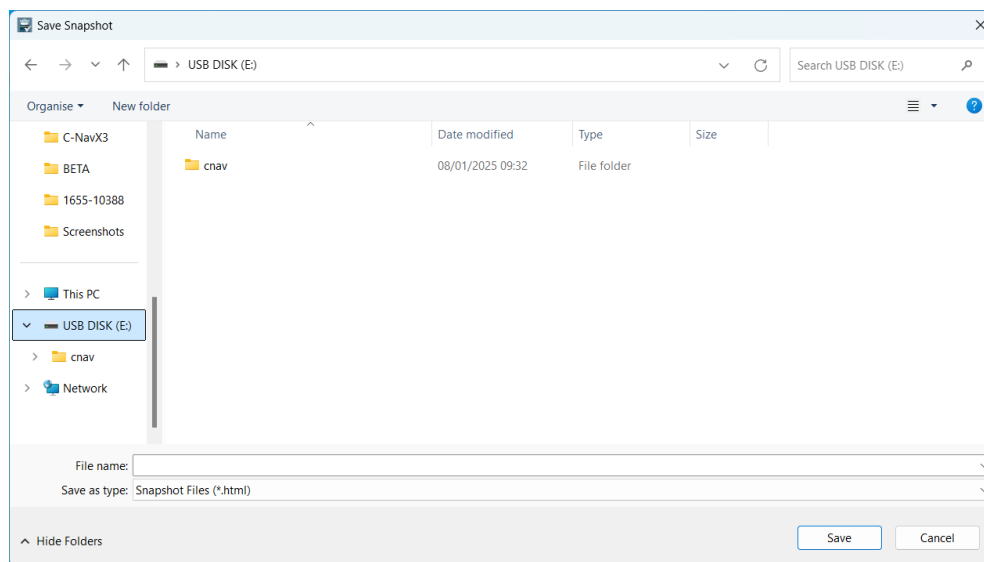 Save Snapshot
USB DISK (E:)
Search USB DISK (E:)
Organise
New folder
Name
Date modified
Type
Size
C-NavX3
BETA
1655-10388
Screenshots
This PC
USB DISK (E:)
cnav
Network
cnav
08/01/2025 09:32
File folder
File name:
Save as type: Snapshot Files (*.html)
Hide Folders
Save
Cancel